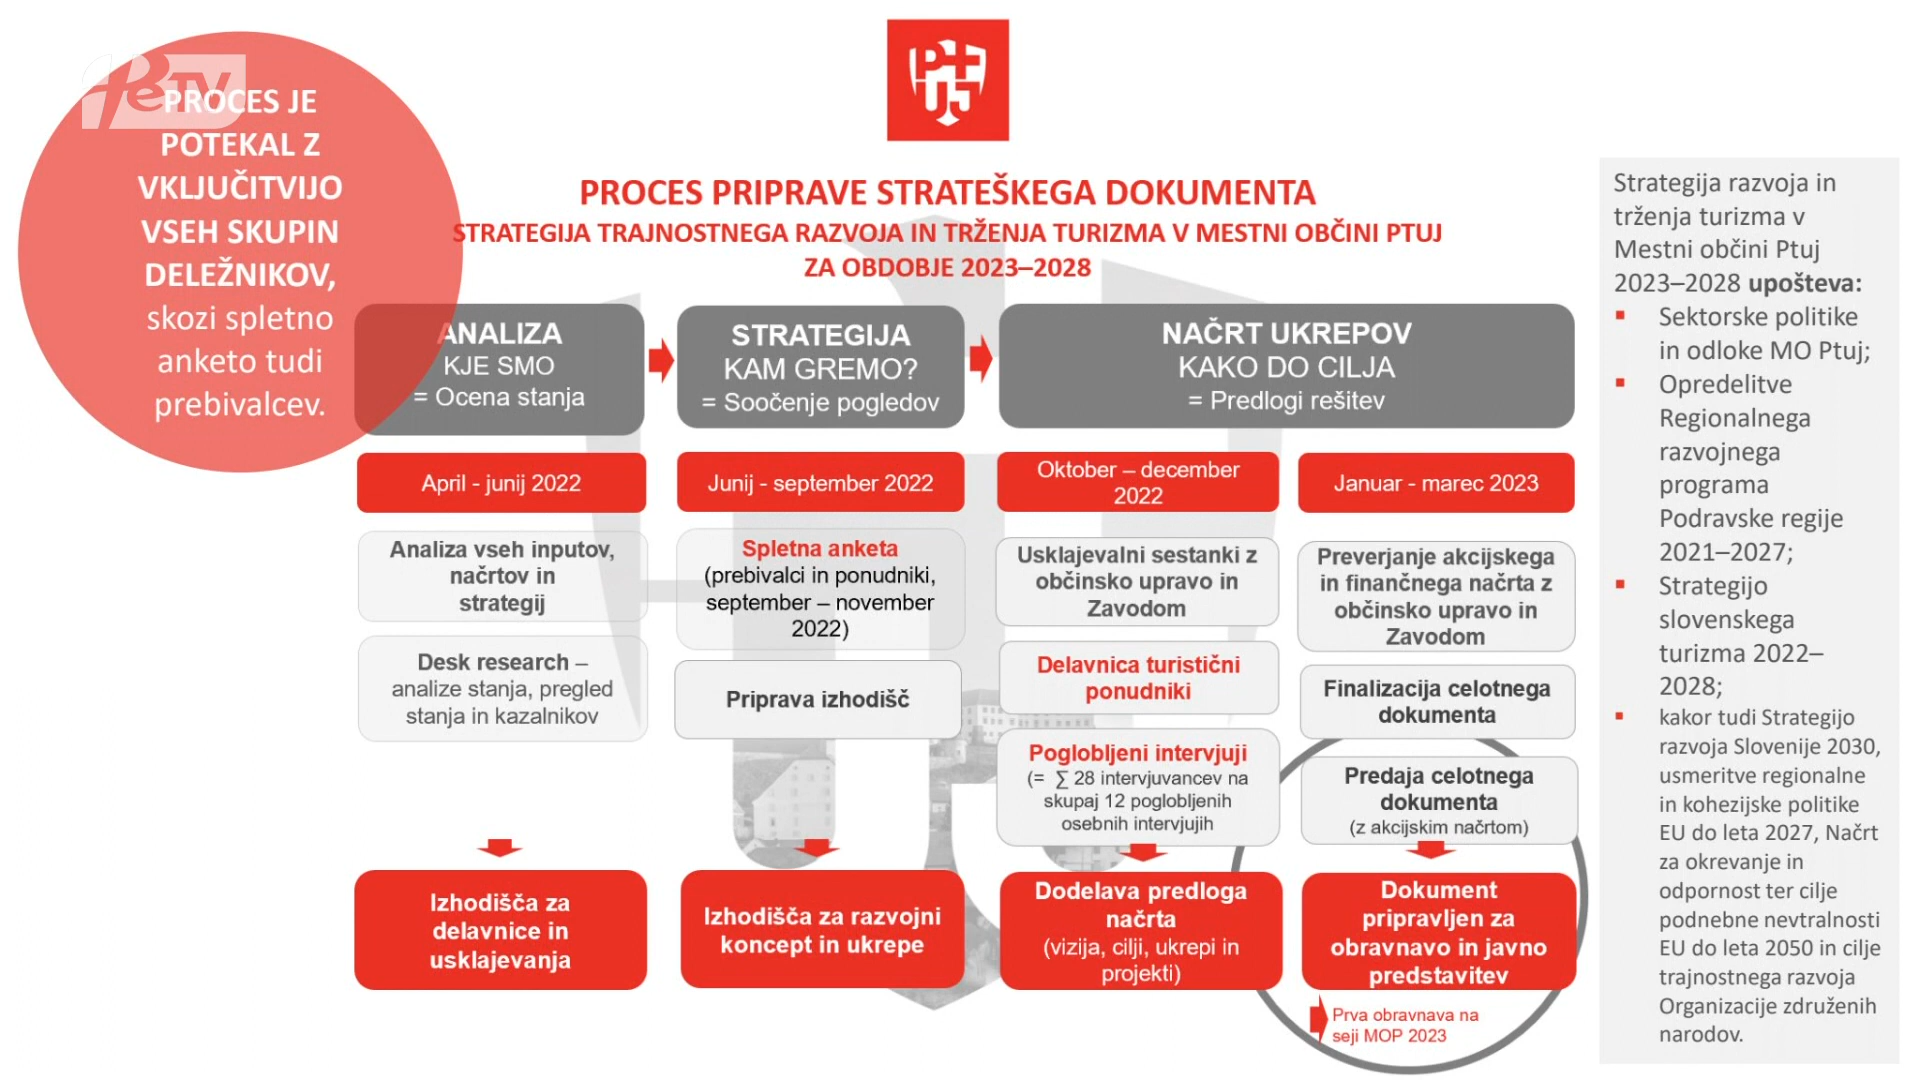 PeTV
PROCES JE
POTEKAL Z
VKLJUČITVIJO
VSEH SKUPIN
DELEŽNIKOV,
skozi spletno
anketo tudi
prebivalcev.
PTUJ
PROCES PRIPRAVE STRATEŠKEGA DOKUMENTA
STRATEGIJA TRAJNOSTNEGA RAZVOJA IN TRŽENJA TURIZMA V MESTNI OBČINI PTUJ
ZA OBDOBJE 2023–2028
ANALIZA
KJE SMO
= Ocena stanja
STRATEGIJA
KAM GREMO?
= Soočenje pogledov
NAČRT UKREPOV
KAKO DO CILJA
= Predlogi rešitev
April - junij 2022
Junij - september 2022
Oktober – december
2022
Januar - marec 2023
Analiza vseh inputov,
načrtov in
strategij
Desk research –
analize stanja, pregled
stanja in kazalnikov
Izhodišča za
delavnice in
usklajevanja
Spletna anketa
(prebivalci in ponudniki,
september – november
2022)
Priprava izhodišč
Izhodišča za razvojni
koncept in ukrepe
Usklajevalni sestanki z
občinsko upravo in
Zavodom
Delavnica turistični
ponudniki
Poglobljeni intervjuji
(= ∑ 28 intervjuvancev na
skupaj 12 poglobljenih
osebnih intervjujih
Dodelava predloga
načrta
(vizija, cilji, ukrepi in
projekti)
Preverjanje akcijskega
in finančnega načrta z
občinsko upravo in
Zavodom
Finalizacija celotnega
dokumenta
Predaja celotnega
dokumenta
(z akcijskim načrtom)
Dokument
pripravljen za
obravnavo in javno
predstavitev
Prva obravnava na
seji MOP 2023
Strategija razvoja in
trženja turizma v
Mestni občini Ptuj
2023–2028 upošteva:
▪ Sektorske politike
in odloke MO Ptuj;
▪ Opredelitve
Regionalnega
razvojnega
programa
Podravske regije
2021–2027;
▪ Strategijo
slovenskega
turizma 2022–
2028;
▪ kakor tudi Strategijo
razvoja Slovenije 2030,
usmeritve regionalne
in kohezijske politike
EU do leta 2027, Načrt
za okrevanje in
odpornost ter cilje
podnebne nevtralnosti
EU do leta 2050 in cilje
trajnostnega razvoja
Organizacije združenih
narodov.